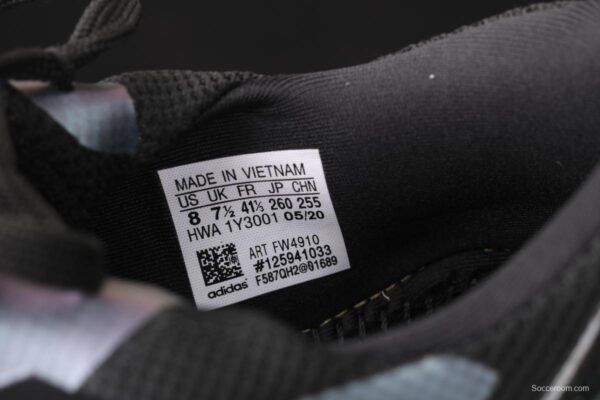 MADE IN VIETNAM
US UK FR JP CHN
8 7½ 41⅓ 260 255
HWA 1Y3001 05/20
ART FW4910
#125941033
adidas F587QH2@01689
Soccerroom.com